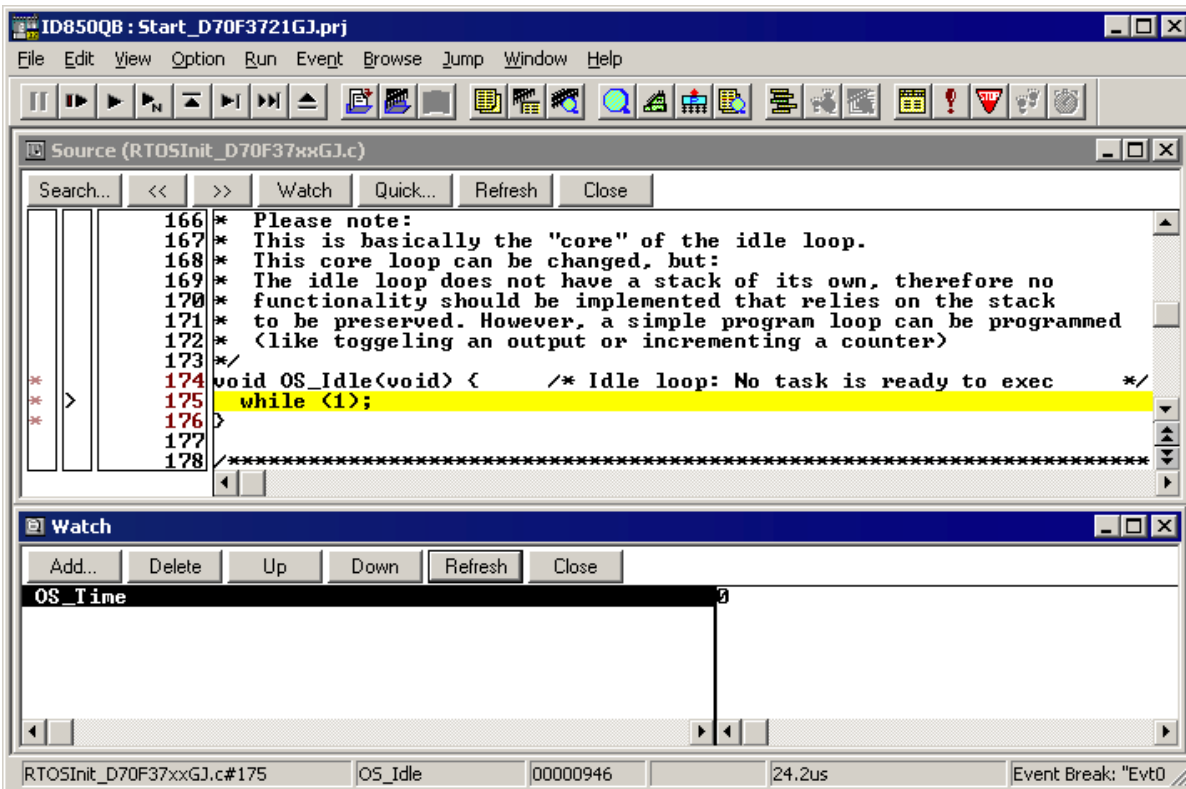 ID850QB : Start_D70F3721GJ.prj
File Edit View Option Run Event Browse Jump Window Help
N STOP
Source (RTOSInit_D70F37xxGJ.c)
Search... << >> Watch Quick... Refresh Close
166 * Please note:
167 * This is basically the "core" of the idle loop.
168 * This core loop can be changed, but:
169 * The idle loop does not have a stack of its own, therefore no
170 * functionality should be implemented that relies on the stack
171 * to be preserved. However, a simple program loop can be programmed
172 * (like toggeling an output or incrementing a counter)
173 */
* 174 void OS_Idle(void) { /* Idle loop: No task is ready to exec */
* > 175 while (1);
* 176 }
177
178 /*********************************************************************
Watch
Add... Delete Up Down Refresh Close
OS_Time 0
RTOSInit_D70F37xxGJ.c#175 OS_Idle 00000946 24.2us Event Break: "Evt0